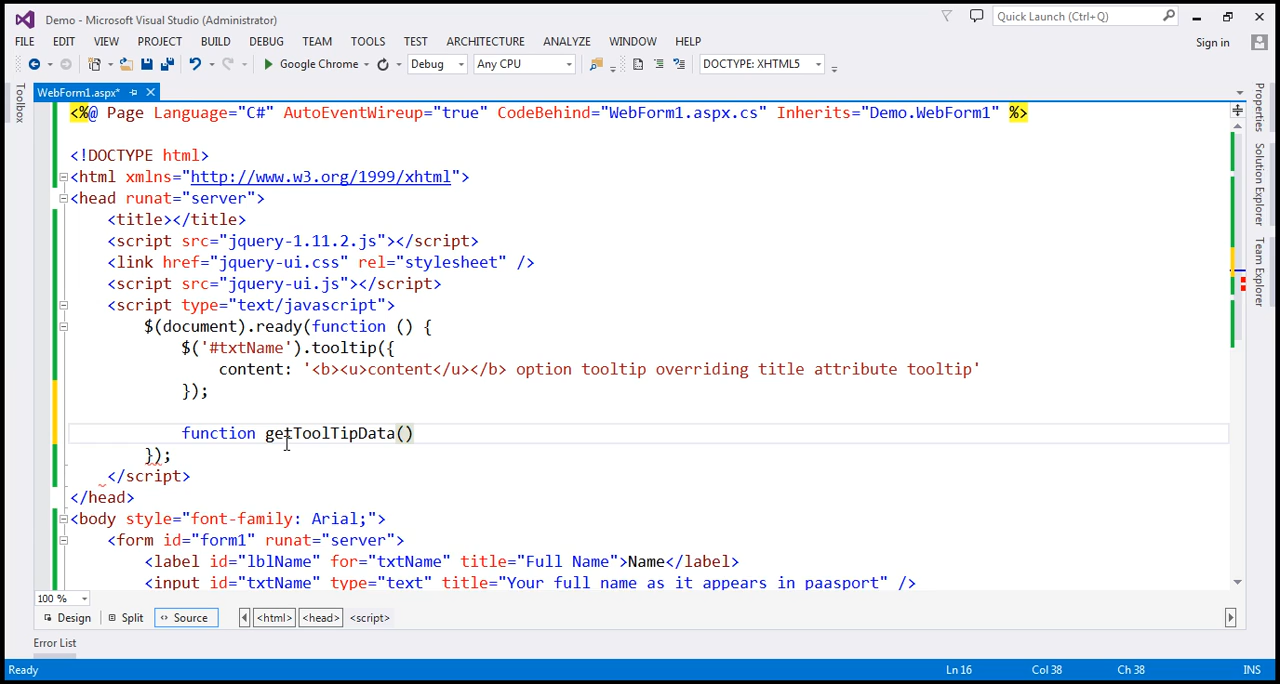 Demo - Microsoft Visual Studio (Administrator)
Quick Launch (Ctrl+Q)
FILE EDIT VIEW PROJECT BUILD DEBUG TEAM TOOLS TEST ARCHITECTURE ANALYZE WINDOW HELP
Sign in
Google Chrome
Debug
Any CPU
DOCTYPE: XHTML5
Toolbox
WebForm1.aspx*
<%@ Page Language="C#" AutoEventWireup="true" CodeBehind="WebForm1.aspx.cs" Inherits="Demo.WebForm1" %>
<!DOCTYPE html>
<html xmlns="http://www.w3.org/1999/xhtml">
<head runat="server">
<title></title>
<script src="jquery-1.11.2.js"></script>
<link href="jquery-ui.css" rel="stylesheet" />
<script src="jquery-ui.js"></script>
<script type="text/javascript">
$(document).ready(function () {
$('#txtName').tooltip({
content: '<b><u>content</u></b> option tooltip overriding title attribute tooltip'
});
function getToolTipData()
});
</script>
</head>
<body style="font-family: Arial;">
<form id="form1" runat="server">
<label id="lblName" for="txtName" title="Full Name">Name</label>
<input id="txtName" type="text" title="Your full name as it appears in paasport" />
100 %
Design Split Source <html> <head> <script>
Properties
Solution Explorer
Team Explorer
Error List
Ready
Ln 16
Col 38
Ch 38
INS